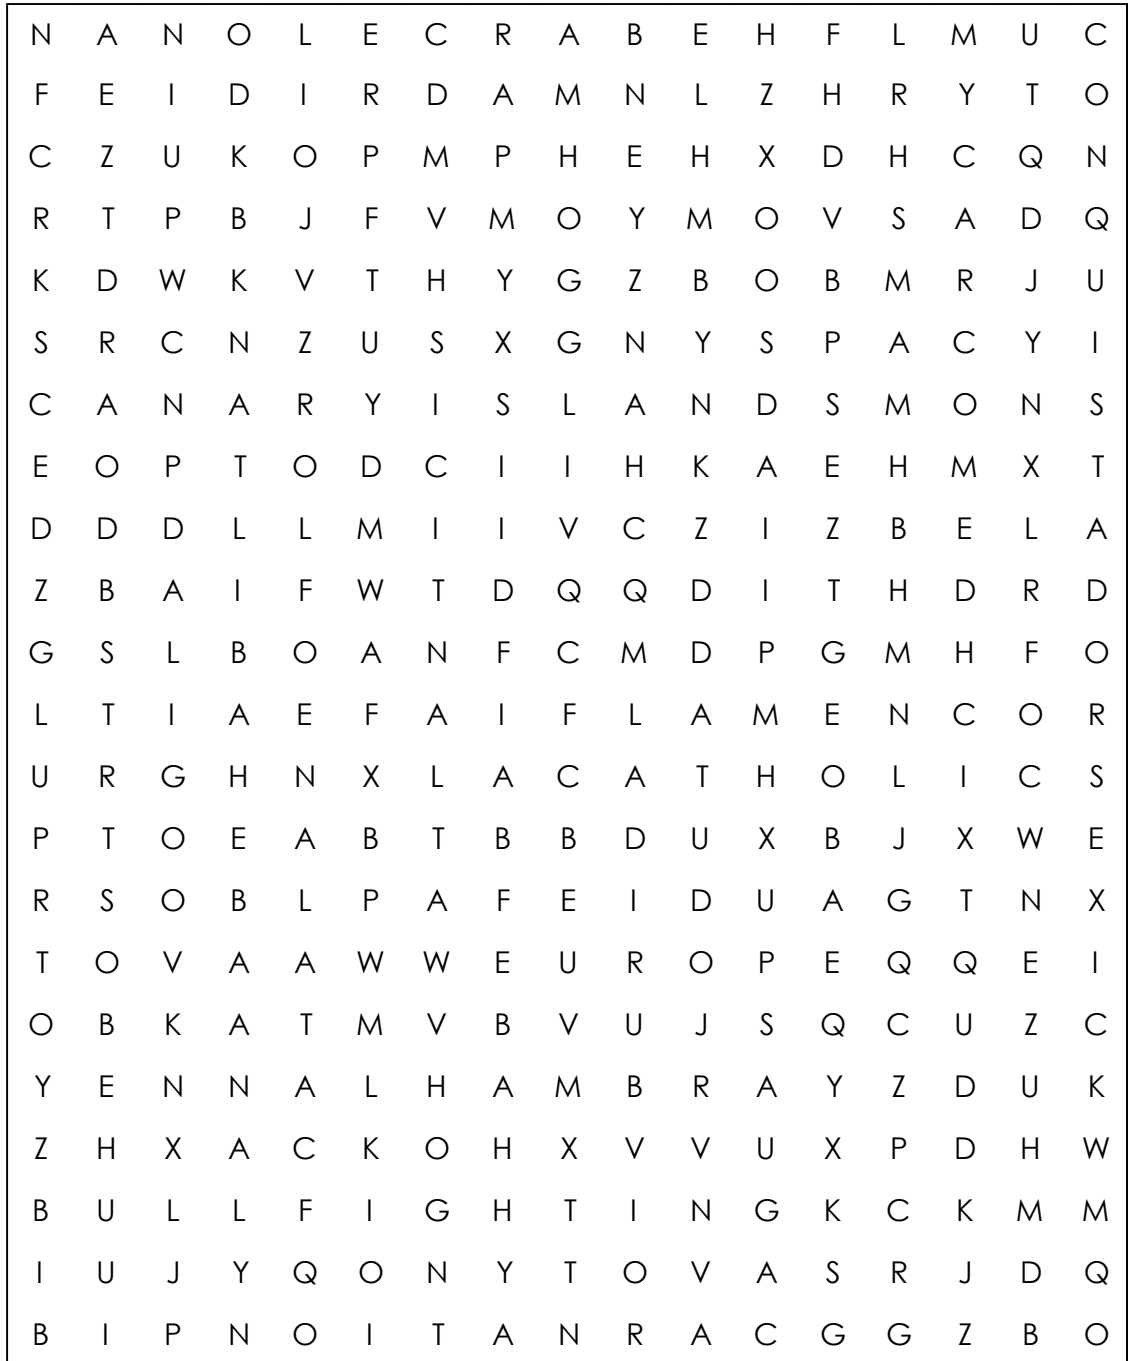 N A N O L E C R A B E H F L M U C
F E I D I R D A M N L Z H R Y T O
C Z U K O P M P H E H X D H C Q N
R T P B J F V M O Y M O V S A D Q
K D W K V T H Y G Z B O B M R J U
S R C N Z U S X G N Y S P A C Y I
C A N A R Y I S L A N D S M O N S
E O P T O D C I I H K A E H M X T
D D D L L M I I V C Z I Z B E L A
Z B A I F W T D Q Q D I T H D R D
G S L B O A N F C M D P G M H F O
L T I A E F A I F L A M E N C O R
U R G H N X L A C A T H O L I C S
P T O E A B T B B D U X B J X W E
R S O B L P A F E I D U A G T N X
T O V A A W W E U R O P E Q Q E I
O B K A T M V B V U J S Q C U Z C
Y E N N A L H A M B R A Y Z D U K
Z H X A C K O H X V V U X P D H W
B U L L F I G H T I N G K C K M M
I U J Y Q O N Y T O V A S R J D Q
B I P N O I T A N R A C G G Z B O